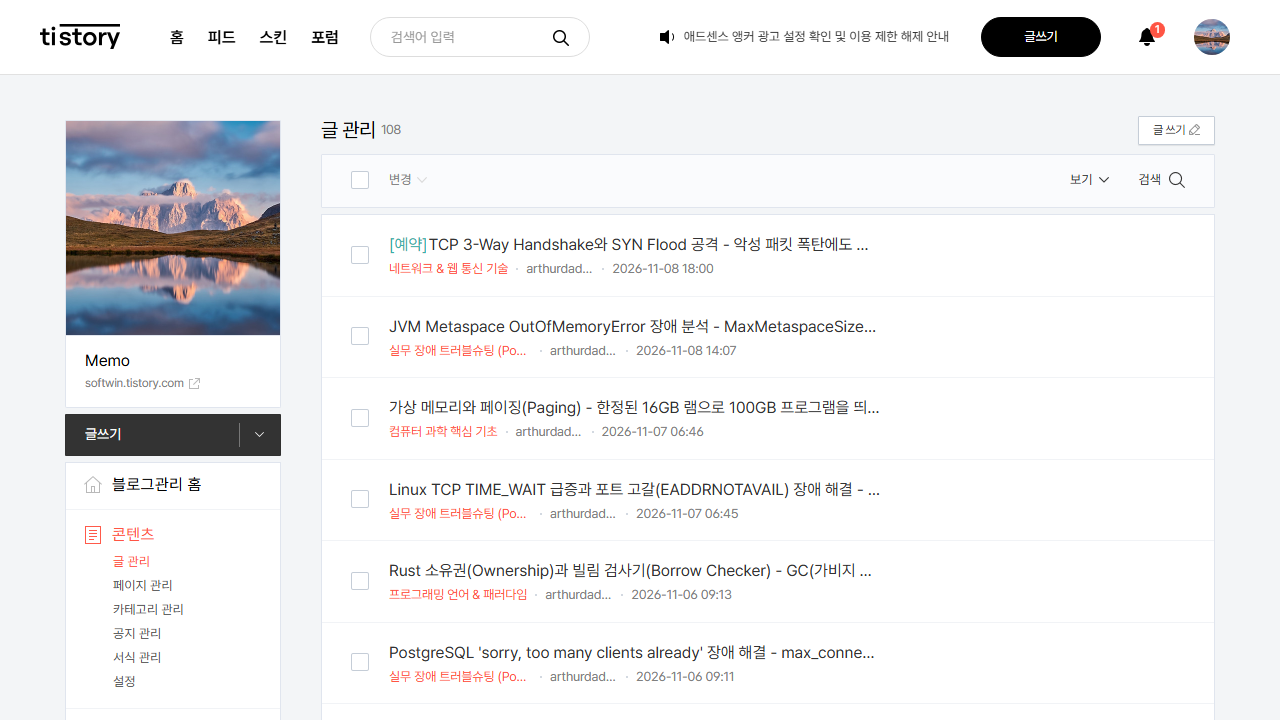 tistory
홈 피드 스킨 포럼
검색어 입력
애드센스 앵커 광고 설정 확인 및 이용 제한 해제 안내
글쓰기
1
Memo
softwin.tistory.com
글쓰기
블로그관리 홈
콘텐츠
글 관리
페이지 관리
카테고리 관리
공지 관리
서식 관리
설정
글 관리 108
글 쓰기
변경
보기
검색
[예약]TCP 3-Way Handshake와 SYN Flood 공격 - 악성 패킷 폭탄에도 ...
네트워크 & 웹 통신 기술 · arthurdad... · 2026-11-08 18:00
JVM Metaspace OutOfMemoryError 장애 분석 - MaxMetaspaceSize...
실무 장애 트러블슈팅 (Po... · arthurdad... · 2026-11-08 14:07
가상 메모리와 페이징(Paging) - 한정된 16GB 램으로 100GB 프로그램을 띄...
컴퓨터 과학 핵심 기초 · arthurdad... · 2026-11-07 06:46
Linux TCP TIME_WAIT 급증과 포트 고갈(EADDRNOTAVAIL) 장애 해결 - ...
실무 장애 트러블슈팅 (Po... · arthurdad... · 2026-11-07 06:45
Rust 소유권(Ownership)과 빌림 검사기(Borrow Checker) - GC(가비지 ...
프로그래밍 언어 & 패러다임 · arthurdad... · 2026-11-06 09:13
PostgreSQL 'sorry, too many clients already' 장애 해결 - max_conne...
실무 장애 트러블슈팅 (Po... · arthurdad... · 2026-11-06 09:11